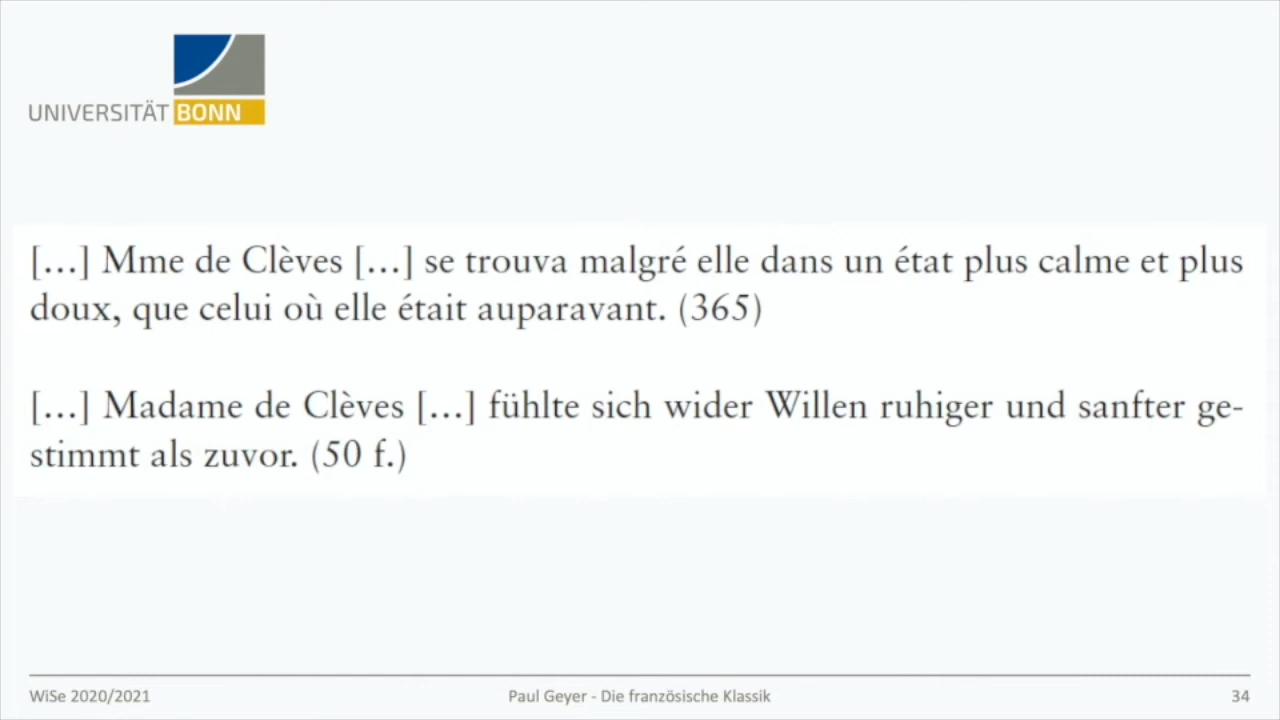 UNIVERSITÄT BONN
[…] Mme de Clèves […] se trouva malgré elle dans un état plus calme et plus
doux, que celui où elle était auparavant. (365)
[…] Madame de Clèves […] fühlte sich wider Willen ruhiger und sanfter ge-
stimmt als zuvor. (50 f.)
WiSe 2020/2021 Paul Geyer - Die französische Klassik 34